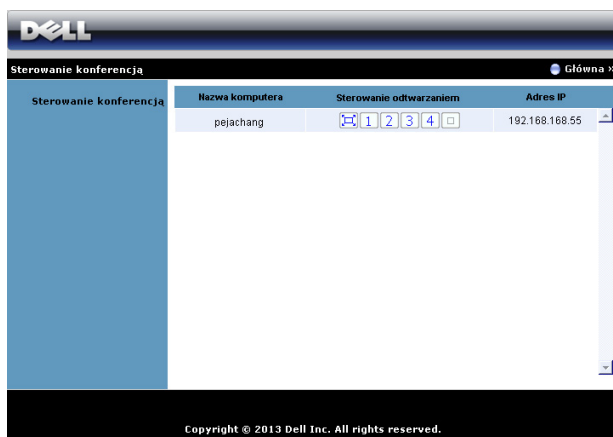 DELL
Sterowanie konferencją
Główna »
Sterowanie konferencją
Nazwa komputera Sterowanie odtwarzaniem Adres IP
pejachang 1 2 3 4 192.168.168.55
Copyright © 2013 Dell Inc. All rights reserved.